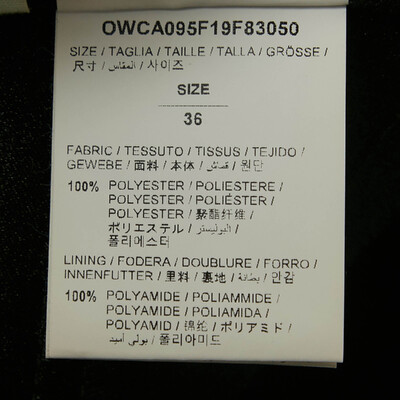 OWCA095F19F83050
SIZE / TAGLIA / TAILLE / TALLA / GRÖSSE /
尺寸 / المقاس / 사이즈
SIZE
36
FABRIC / TESSUTO / TISSUS / TEJIDO /
GEWEBE / 面料 / 本体 / قماش / 원단
100% POLYESTER / POLIESTERE /
POLYESTER / POLIÉSTER /
POLYESTER / 聚酯纤维 /
ポリエステル / البوليستر /
폴리에스터
LINING / FODERA / DOUBLURE / FORRO /
INNENFUTTER / 里料 / 裏地 / بطانة / 안감
100% POLYAMIDE / POLIAMMIDE /
POLYAMIDE / POLIAMIDA /
POLYAMID / 锦纶 / ポリアミド /
بولي أميد / 폴리아미드